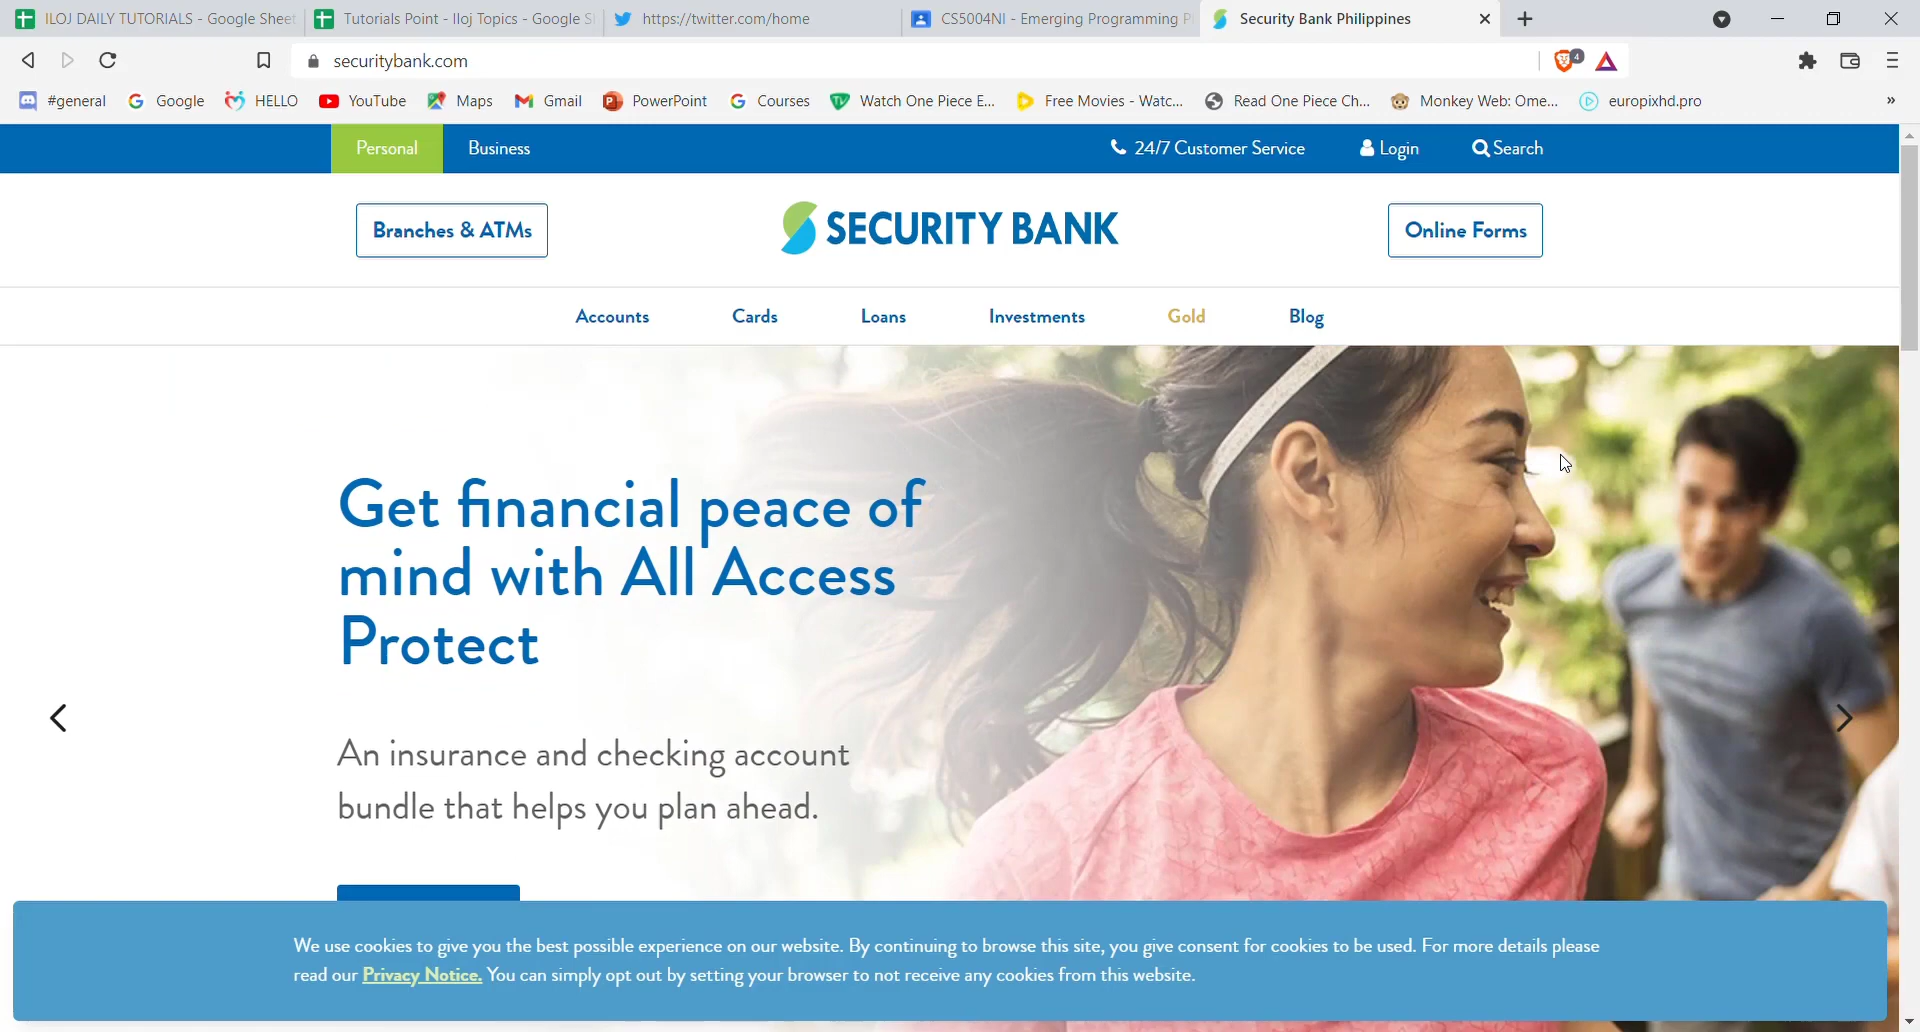 ILOJ DAILY TUTORIALS - Google Sheet
Tutorials Point - Iloj Topics - Google S
https://twitter.com/home
CS5004NI - Emerging Programming P
Security Bank Philippines
securitybank.com
4
#general
Google
HELLO
YouTube
Maps
Gmail
PowerPoint
Courses
Watch One Piece E...
Free Movies - Watc...
Read One Piece Ch...
Monkey Web: Ome...
europixhd.pro
»
Personal
Business
24/7 Customer Service
Login
Search
Branches & ATMs
SECURITY BANK
Online Forms
Accounts
Cards
Loans
Investments
Gold
Blog
Get financial peace of
mind with All Access
Protect
An insurance and checking account
bundle that helps you plan ahead.
We use cookies to give you the best possible experience on our website. By continuing to browse this site, you give consent for cookies to be used. For more details please
read our Privacy Notice. You can simply opt out by setting your browser to not receive any cookies from this website.